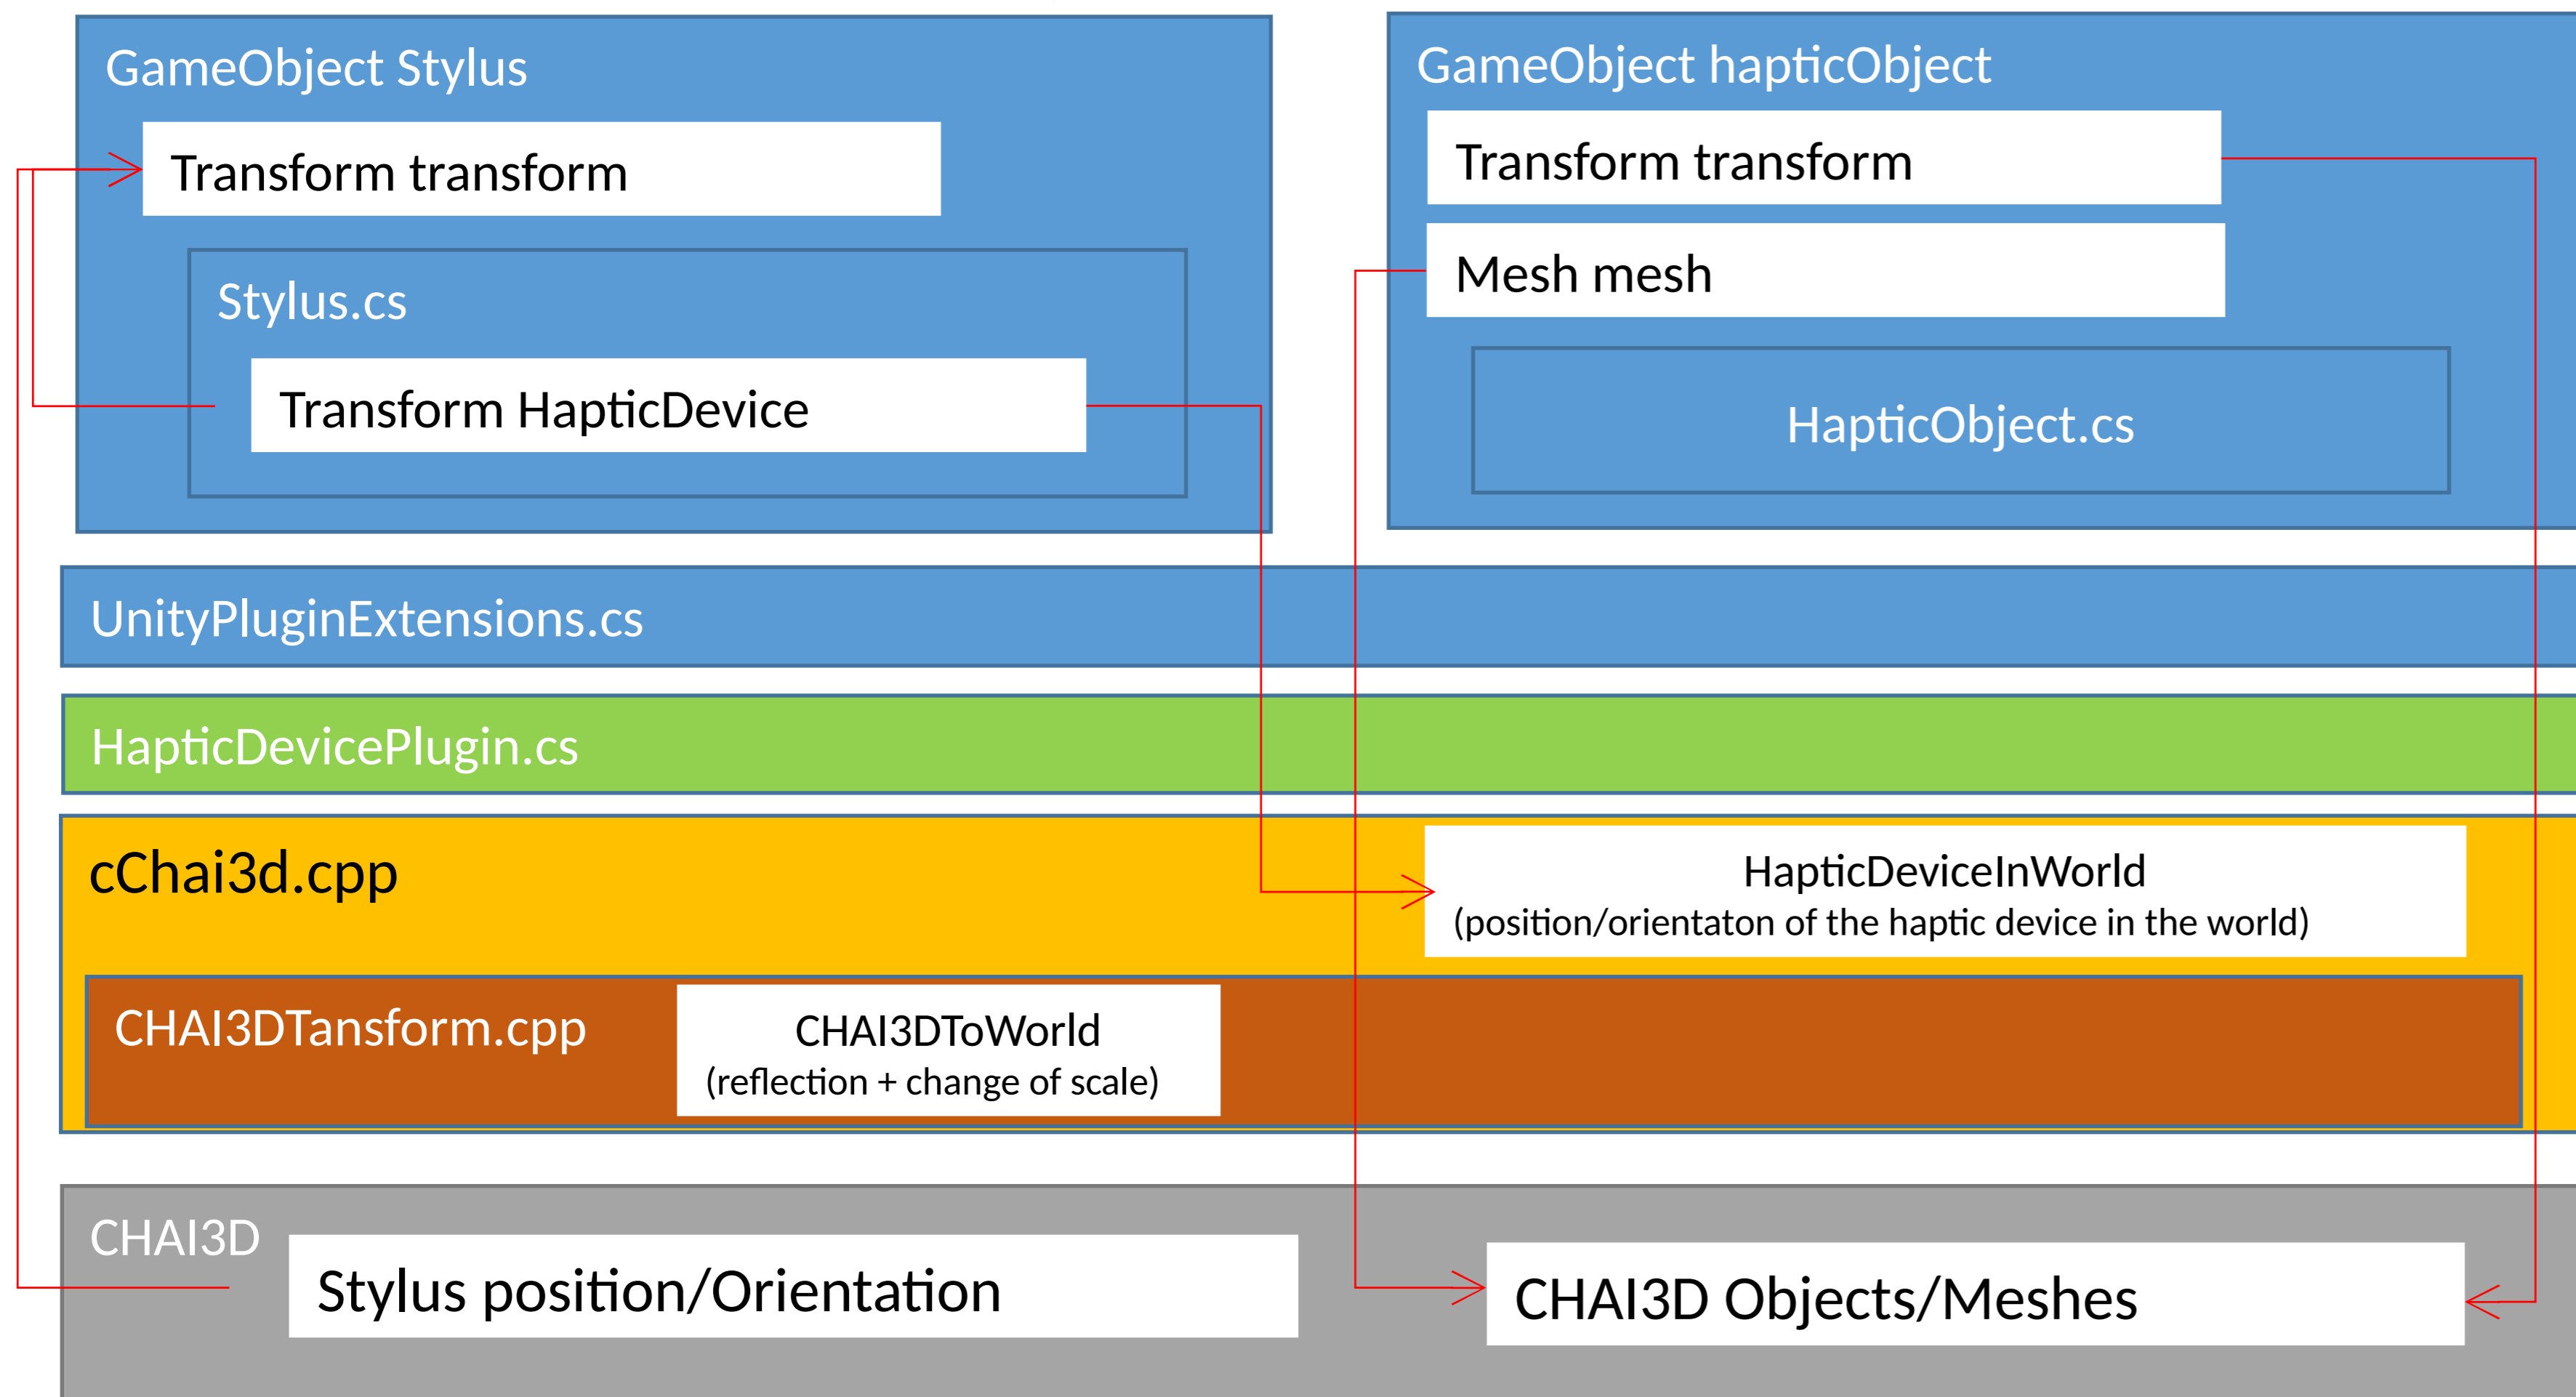 GameObject Stylus
Transform transform
Stylus.cs
Transform HapticDevice
GameObject hapticObject
Transform transform
Mesh mesh
HapticObject.cs
UnityPluginExtensions.cs
HapticDevicePlugin.cs
cChai3d.cpp
HapticDeviceInWorld
(position/orientaton of the haptic device in the world)
CHAI3DTansform.cpp
CHAI3DToWorld
(reflection + change of scale)
CHAI3D
Stylus position/Orientation
CHAI3D Objects/Meshes